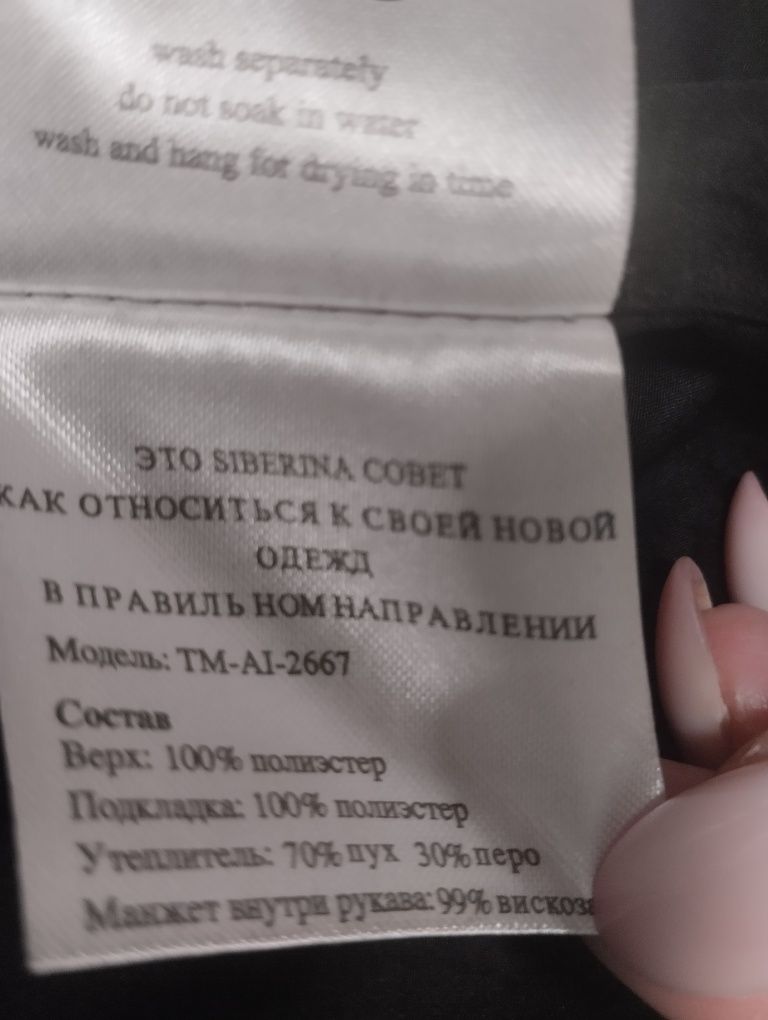 wash separately
do not soak in water
wash and hang for drying in time
ЭТО SIBERINA СОВЕТ
КАК ОТНОСИТЬСЯ К СВОЕЙ НОВОЙ
ОДЕЖД
В ПРАВИЛЬ НОМ НАПРАВЛЕНИИ
Модель: TM-AI-2667
Состав
Верх: 100% полиэстер
Подкладка: 100% полиэстер
Утеплитель: 70% пух 30% перо
Манжет внутри рукава: 99% вискоза